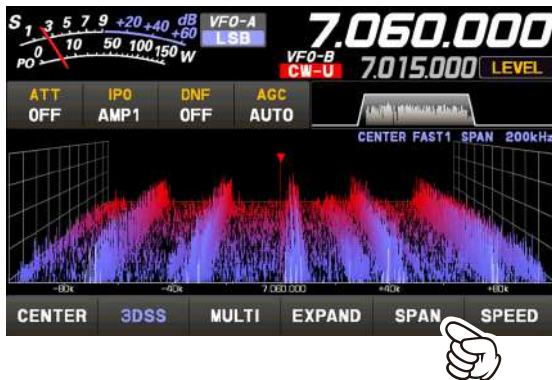 S 1 3 5 7 9 +20 +40 +60 dB
PO 0 10 50 100 150 W
VFO-A
LSB
7.060.000
VFO-B
CW-U 7.015.000 LEVEL
ATT IPO DNF AGC
OFF AMP1 OFF AUTO
CENTER FAST1 SPAN 200kHz
-80k -40k 7.060.000 +40k +80k
CENTER 3DSS MULTI EXPAND SPAN SPEED